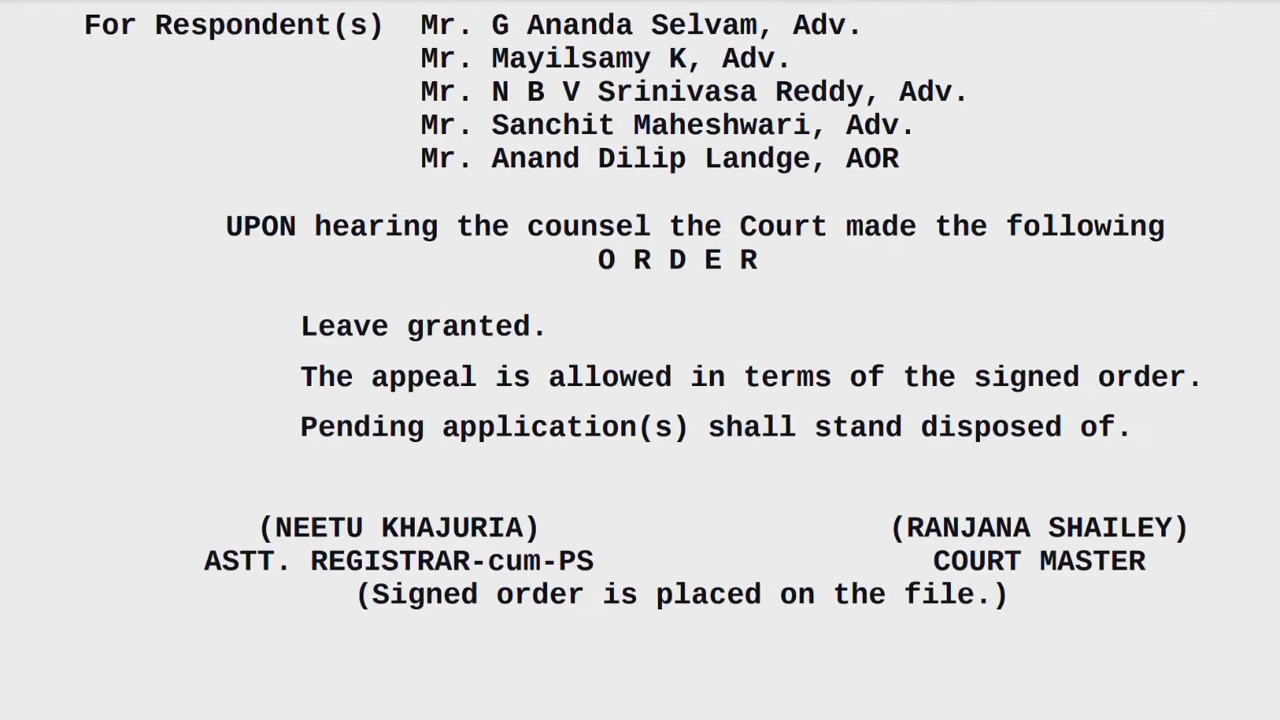 For Respondent(s) Mr. G Ananda Selvam, Adv.
Mr. Mayilsamy K, Adv.
Mr. N B V Srinivasa Reddy, Adv.
Mr. Sanchit Maheshwari, Adv.
Mr. Anand Dilip Landge, AOR
UPON hearing the counsel the Court made the following
O R D E R
Leave granted.
The appeal is allowed in terms of the signed order.
Pending application(s) shall stand disposed of.
(NEETU KHAJURIA) (RANJANA SHAILEY)
ASTT. REGISTRAR-cum-PS COURT MASTER
(Signed order is placed on the file.)